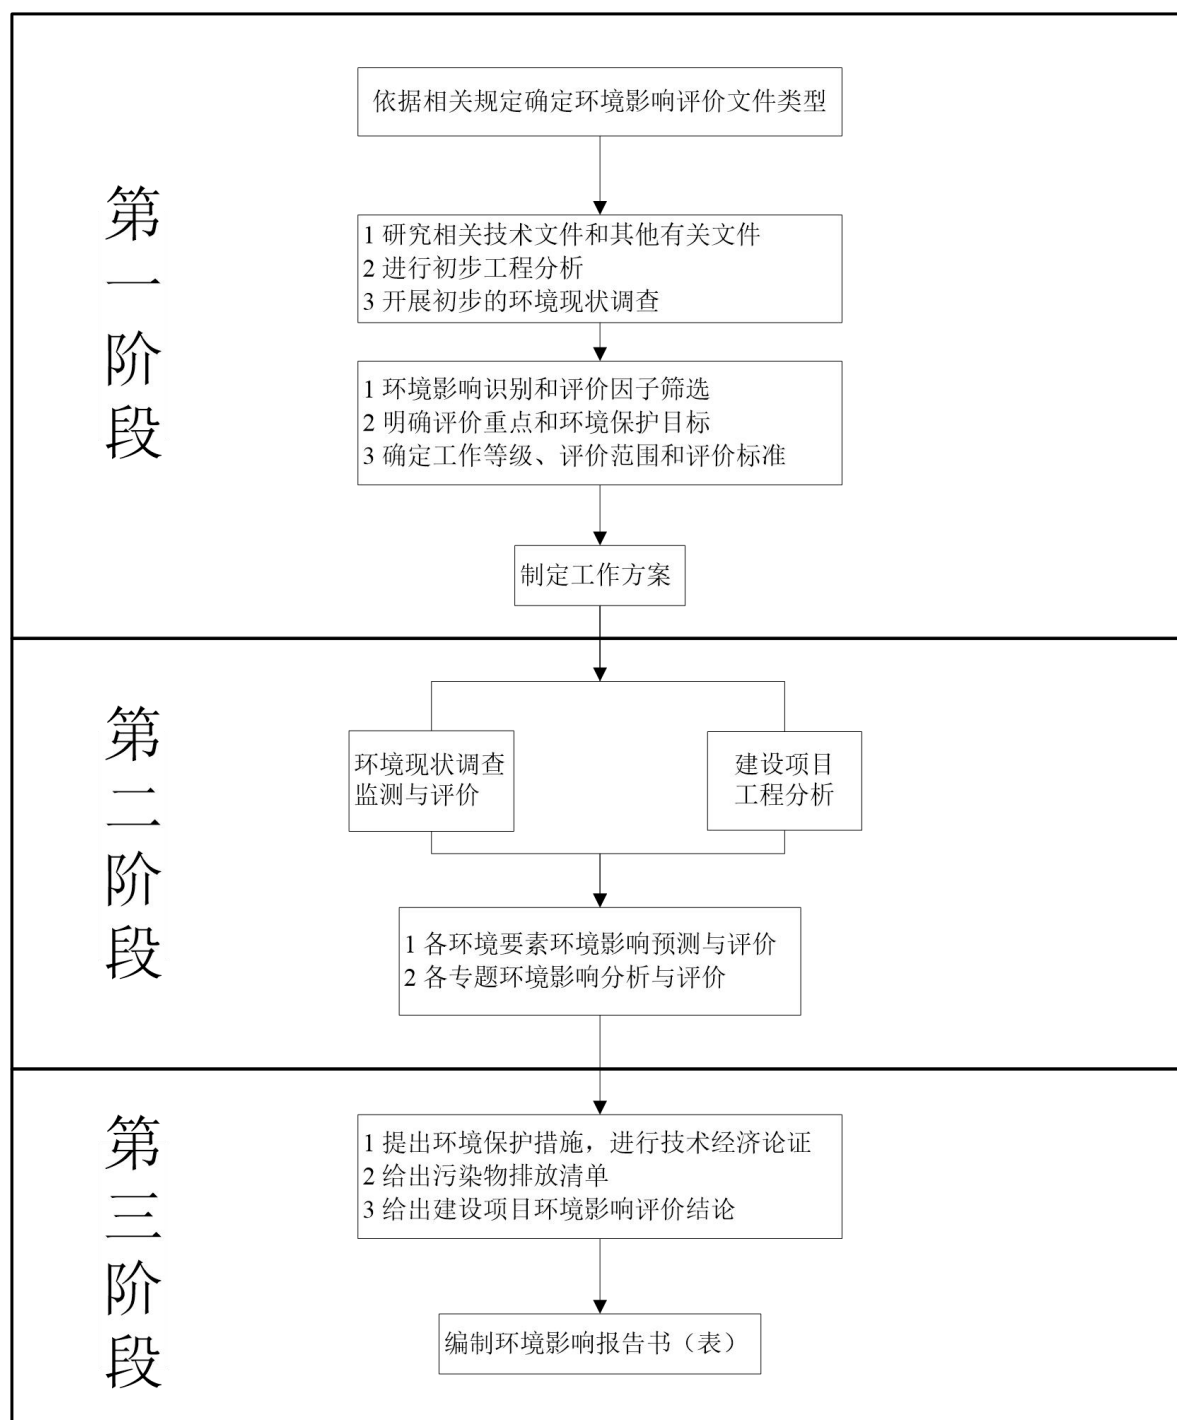 第一阶段
依据相关规定确定环境影响评价文件类型
1 研究相关技术文件和其他有关文件
2 进行初步工程分析
3 开展初步的环境现状调查
1 环境影响识别和评价因子筛选
2 明确评价重点和环境保护目标
3 确定工作等级、评价范围和评价标准
制定工作方案
第二阶段
环境现状调查
监测与评价
建设项目
工程分析
1 各环境要素环境影响预测与评价
2 各专题环境影响分析与评价
第三阶段
1 提出环境保护措施，进行技术经济论证
2 给出污染物排放清单
3 给出建设项目环境影响评价结论
编制环境影响报告书（表）